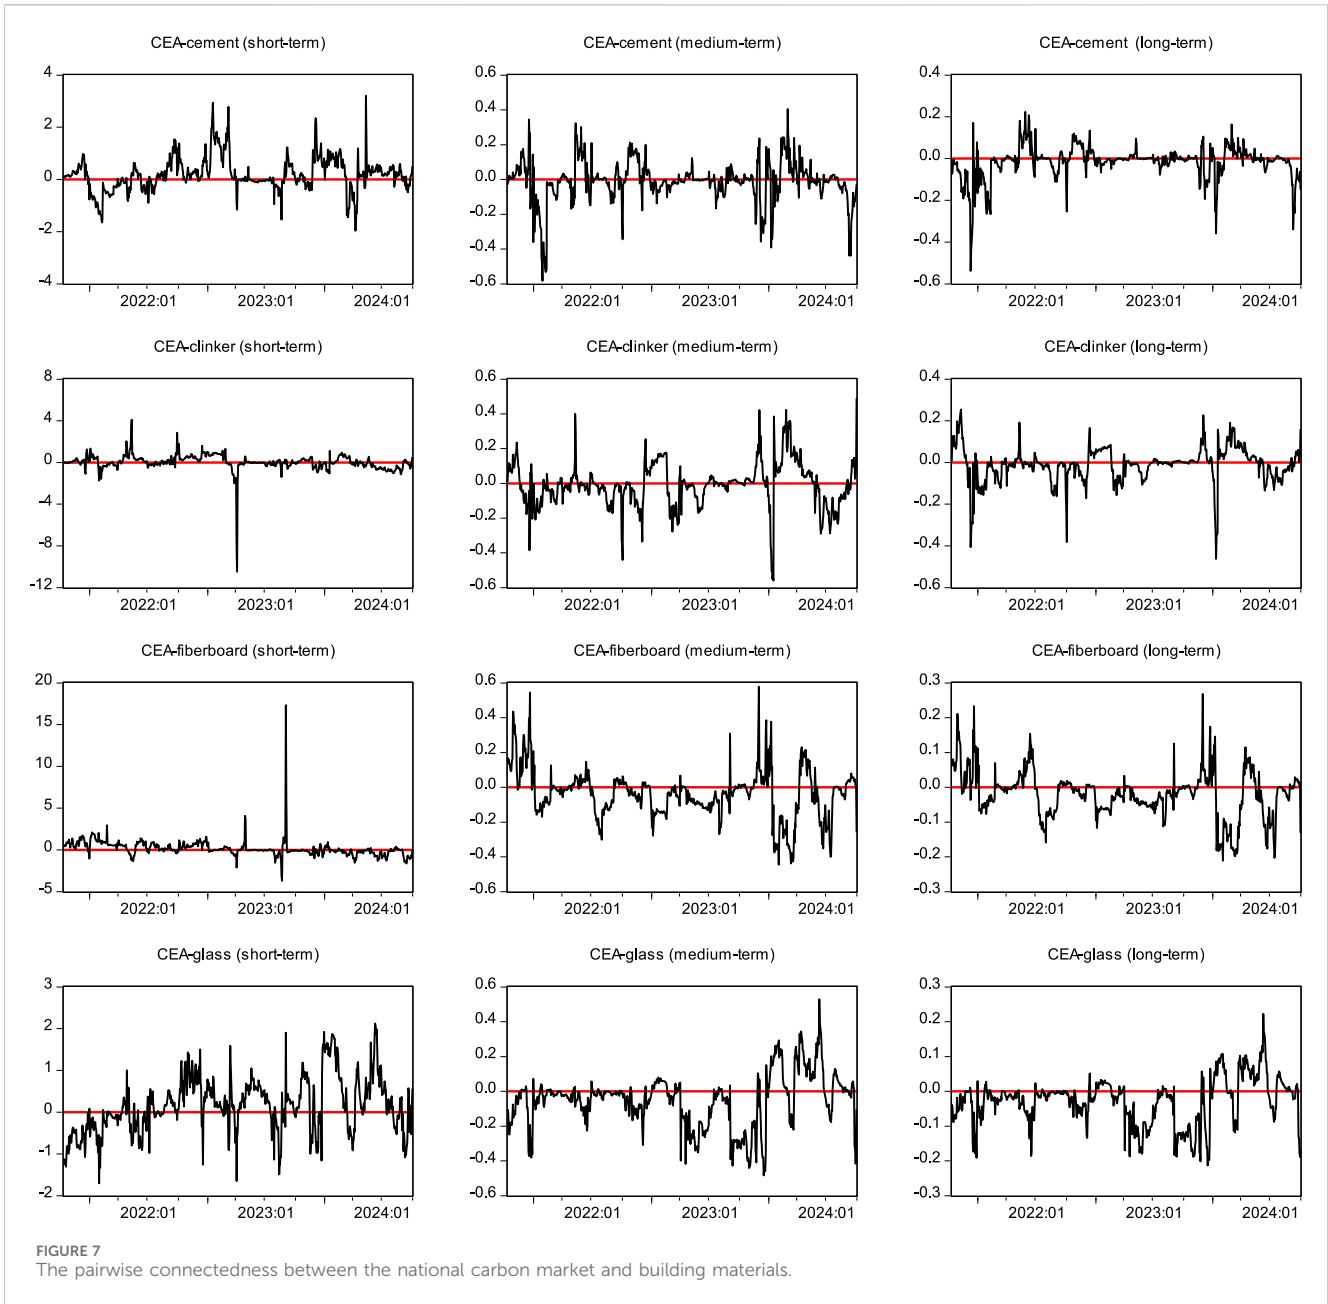 CEA-cement (short-term)
4
2
0
-2
-4
2022:01 2023:01 2024:01
CEA-cement (medium-term)
0.6
0.4
0.2
0.0
-0.2
-0.4
-0.6
2022:01 2023:01 2024:01
CEA-cement (long-term)
0.4
0.2
0.0
-0.2
-0.4
-0.6
2022:01 2023:01 2024:01
CEA-clinker (short-term)
8
4
0
-4
-8
-12
2022:01 2023:01 2024:01
CEA-clinker (medium-term)
0.6
0.4
0.2
0.0
-0.2
-0.4
-0.6
2022:01 2023:01 2024:01
CEA-clinker (long-term)
0.4
0.2
0.0
-0.2
-0.4
-0.6
2022:01 2023:01 2024:01
CEA-fiberboard (short-term)
20
15
10
5
0
-5
2022:01 2023:01 2024:01
CEA-fiberboard (medium-term)
0.6
0.4
0.2
0.0
-0.2
-0.4
-0.6
2022:01 2023:01 2024:01
CEA-fiberboard (long-term)
0.3
0.2
0.1
0.0
-0.1
-0.2
-0.3
2022:01 2023:01 2024:01
CEA-glass (short-term)
3
2
1
0
-1
-2
2022:01 2023:01 2024:01
CEA-glass (medium-term)
0.6
0.4
0.2
0.0
-0.2
-0.4
-0.6
2022:01 2023:01 2024:01
CEA-glass (long-term)
0.3
0.2
0.1
0.0
-0.1
-0.2
-0.3
2022:01 2023:01 2024:01
FIGURE 7
The pairwise connectedness between the national carbon market and building materials.